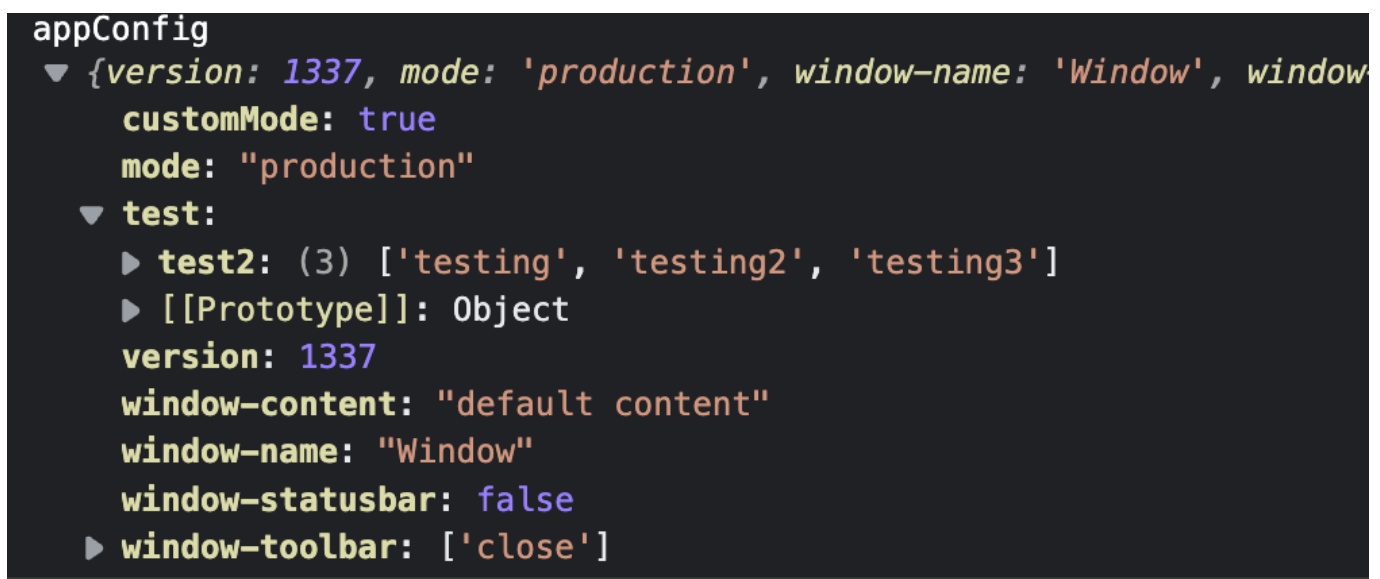 appConfig
▼ {version: 1337, mode: 'production', window-name: 'Window', window-
customMode: true
mode: "production"
▼ test:
▶ test2: (3) ['testing', 'testing2', 'testing3']
▶ [[Prototype]]: Object
version: 1337
window-content: "default content"
window-name: "Window"
window-statusbar: false
▶ window-toolbar: ['close']